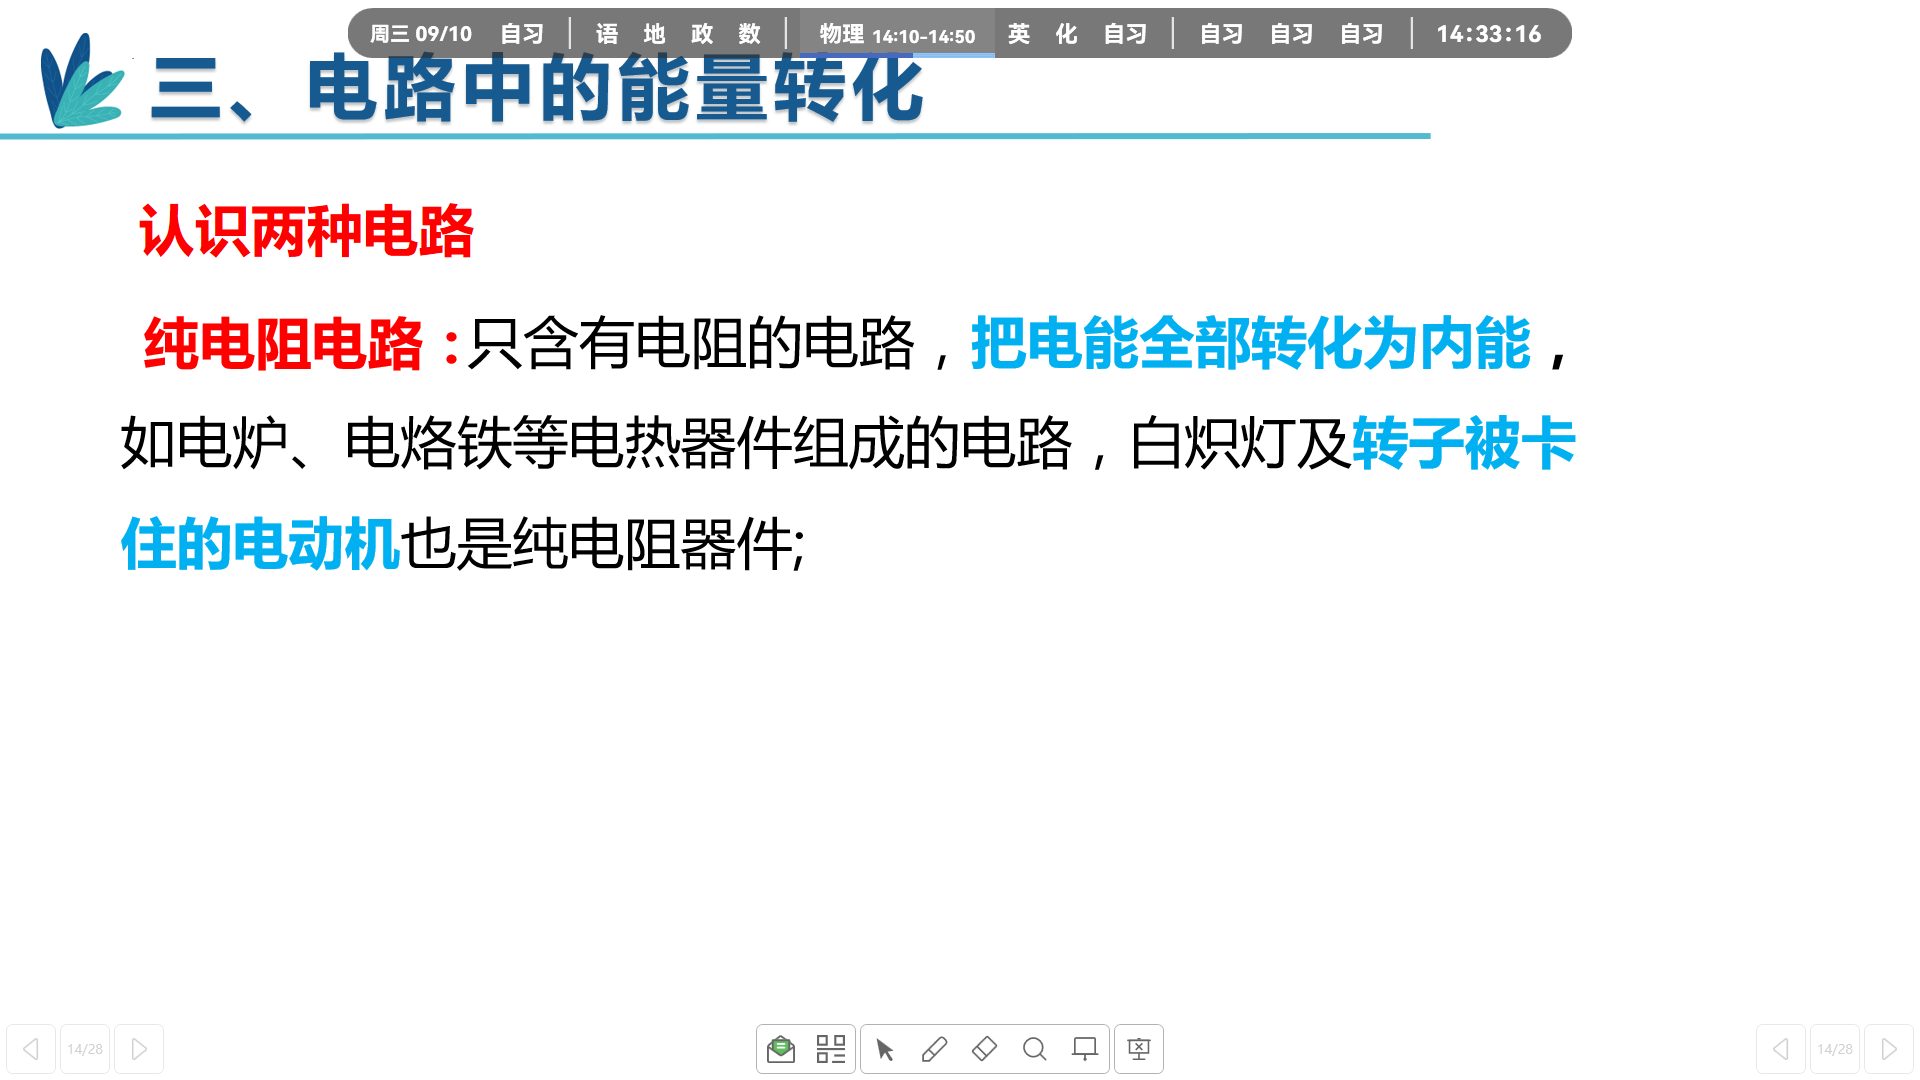 周三 09/10 自习 | 语 地 政 数 | 物理 14:10-14:50 英 化 自习 | 自习 自习 自习 | 14:33:16
三、电路中的能量转化
认识两种电路
纯电阻电路：只含有电阻的电路，把电能全部转化为内能，
如电炉、电烙铁等电热器件组成的电路，白炽灯及转子被卡
住的电动机也是纯电阻器件;
14/28
14/28